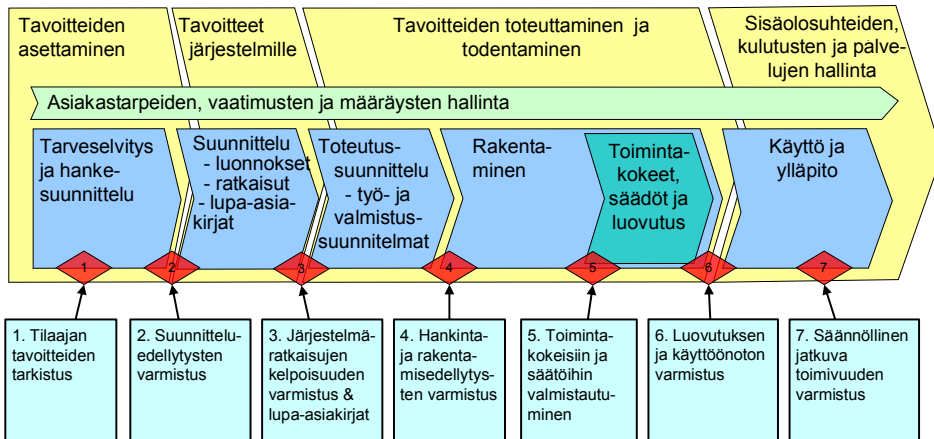 Tavoitteiden
asettaminen
Tavoitteet
järjestelmille
Tavoitteiden toteuttaminen ja
todentaminen
Sisäolosuhteiden,
kulutusten ja palve-
lujen hallinta
Asiakastarpeiden, vaatimusten ja määräysten hallinta
Tarveselvitys
ja hanke-
suunnittelu
Suunnittelu
- luonnokset
- ratkaisut
- lupa-asia-
kirjat
Toteutus-
suunnittelu
- työ- ja
valmistus-
suunnitelmat
Rakenta-
minen
Toiminta-
kokeet,
säädöt ja
luovutus
Käyttö ja
ylläpito
1
2
3
4
5
6
7
1. Tilaajan
tavoitteiden
tarkistus
2. Suunnittelu-
edellytysten
varmistus
3. Järjestelmä-
ratkaisujen
kelpoisuuden
varmistus &
lupa-asiakirjat
4. Hankinta-
ja rakenta-
misedellytys-
ten varmistus
5. Toiminta-
kokeisiin ja
säätöihin
valmistautu-
minen
6. Luovutuksen
ja käyttöönoton
varmistus
7. Säännöllinen
jatkuva
toimivuuden
varmistus